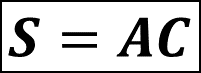 S = AC